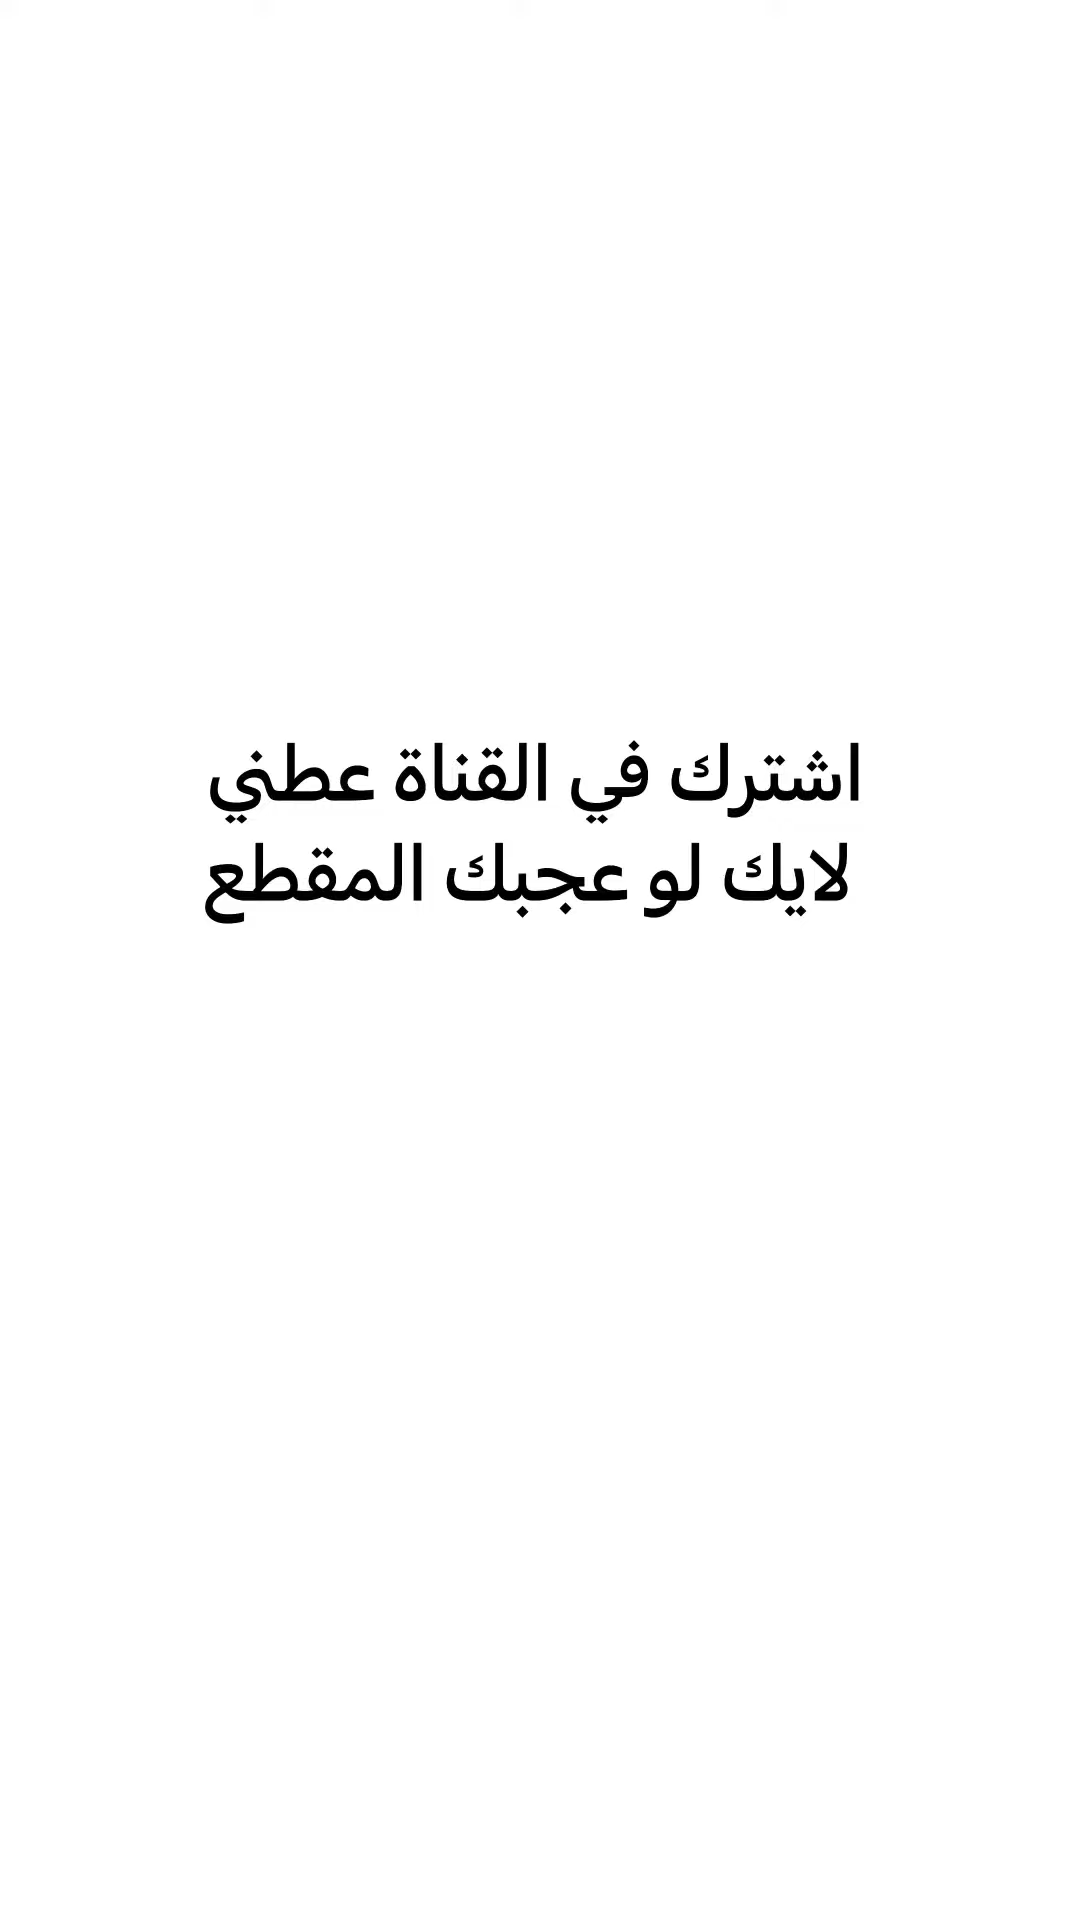 اشترك في القناة عطني
لايك لو عجبك المقطع